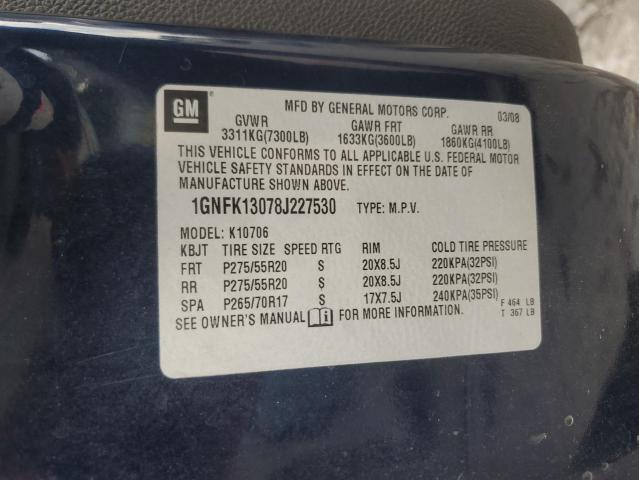 GM
MFD BY GENERAL MOTORS CORP. 03/08
GVWR GAWR FRT GAWR RR
3311KG(7300LB) 1633KG(3600LB) 1860KG(4100LB)
THIS VEHICLE CONFORMS TO ALL APPLICABLE U.S. FEDERAL MOTOR
VEHICLE SAFETY STANDARDS IN EFFECT ON THE DATE OF
MANUFACTURE SHOWN ABOVE.
1GNFK13078J227530 TYPE: M.P.V.
MODEL: K10706
KBJT TIRE SIZE SPEED RTG RIM COLD TIRE PRESSURE
FRT P275/55R20 S 20X8.5J 220KPA(32PSI)
RR P275/55R20 S 20X8.5J 220KPA(32PSI)
SPA P265/70R17 S 17X7.5J 240KPA(35PSI) F 464 LB
SEE OWNER'S MANUAL FOR MORE INFORMATION. T 367 LB